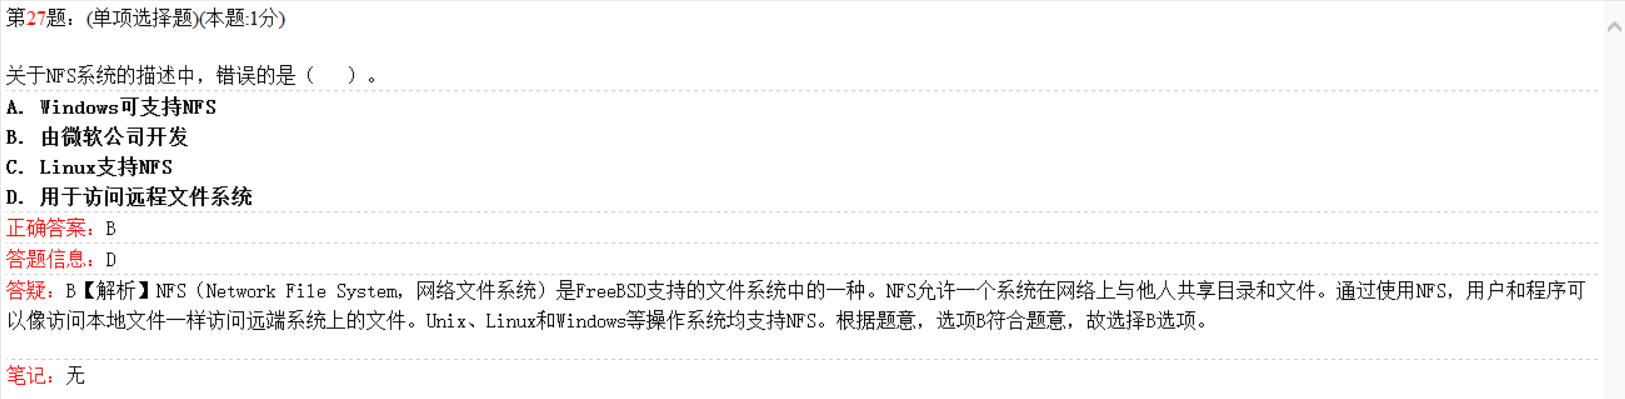 第27题：(单项选择题)(本题:1分)
关于NFS系统的描述中，错误的是（　　）。
A. Windows可支持NFS
B. 由微软公司开发
C. Linux支持NFS
D. 用于访问远程文件系统
正确答案：B
答题信息：D
答疑：B【解析】NFS（Network File System，网络文件系统）是FreeBSD支持的文件系统中的一种。NFS允许一个系统在网络上与他人共享目录和文件。通过使用NFS，用户和程序可
以像访问本地文件一样访问远端系统上的文件。Unix、Linux和Windows等操作系统均支持NFS。根据题意，选项B符合题意，故选择B选项。
笔记：无